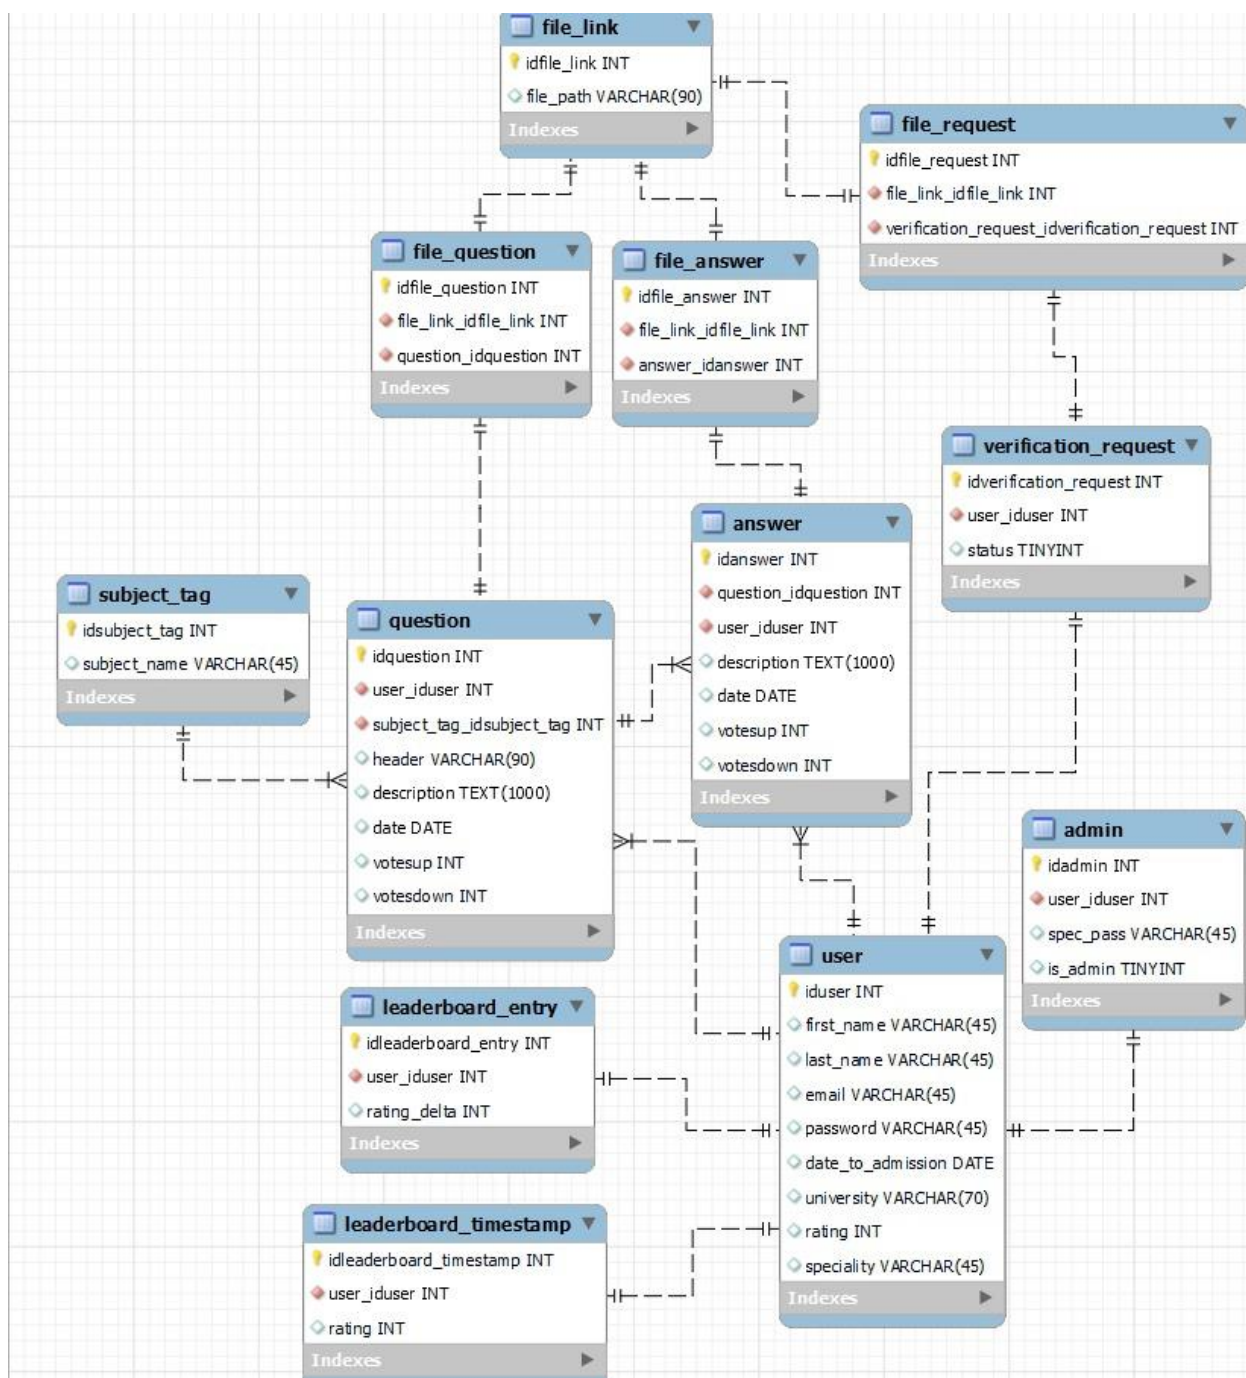 file_link
idfile_link INT
file_path VARCHAR(90)
Indexes
file_request
idfile_request INT
file_link_idfile_link INT
verification_request_idverification_request INT
Indexes
file_question
idfile_question INT
file_link_idfile_link INT
question_idquestion INT
Indexes
file_answer
idfile_answer INT
file_link_idfile_link INT
answer_idanswer INT
Indexes
verification_request
idverification_request INT
user_iduser INT
status TINYINT
Indexes
answer
idanswer INT
question_idquestion INT
user_iduser INT
description TEXT(1000)
date DATE
votesup INT
votesdown INT
Indexes
subject_tag
idsubject_tag INT
subject_name VARCHAR(45)
Indexes
question
idquestion INT
user_iduser INT
subject_tag_idsubject_tag INT
header VARCHAR(90)
description TEXT(1000)
date DATE
votesup INT
votesdown INT
Indexes
admin
idadmin INT
user_iduser INT
spec_pass VARCHAR(45)
is_admin TINYINT
Indexes
user
iduser INT
first_name VARCHAR(45)
last_name VARCHAR(45)
email VARCHAR(45)
password VARCHAR(45)
date_to_admission DATE
university VARCHAR(70)
rating INT
speciality VARCHAR(45)
Indexes
leaderboard_entry
idleaderboard_entry INT
user_iduser INT
rating_delta INT
Indexes
leaderboard_timestamp
idleaderboard_timestamp INT
user_iduser INT
rating INT
Indexes